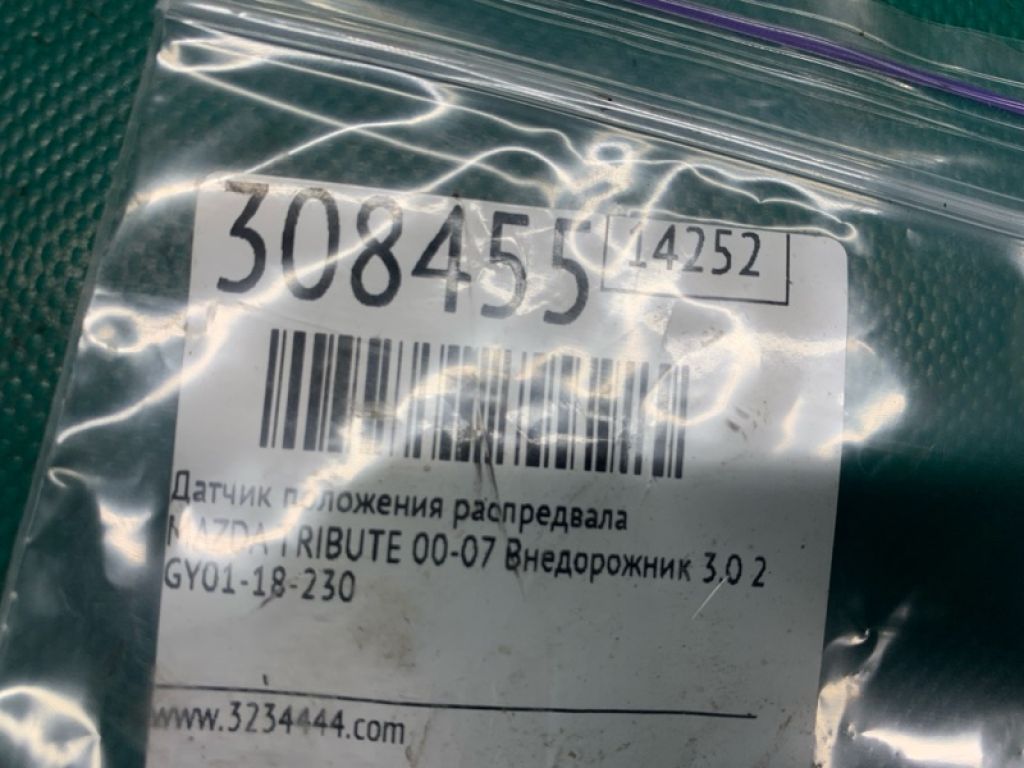 308455 14252
Датчик положения распредвала
MAZDA TRIBUTE 00-07 Внедорожник 3.0 2
GY01-18-230
www.3234444.com